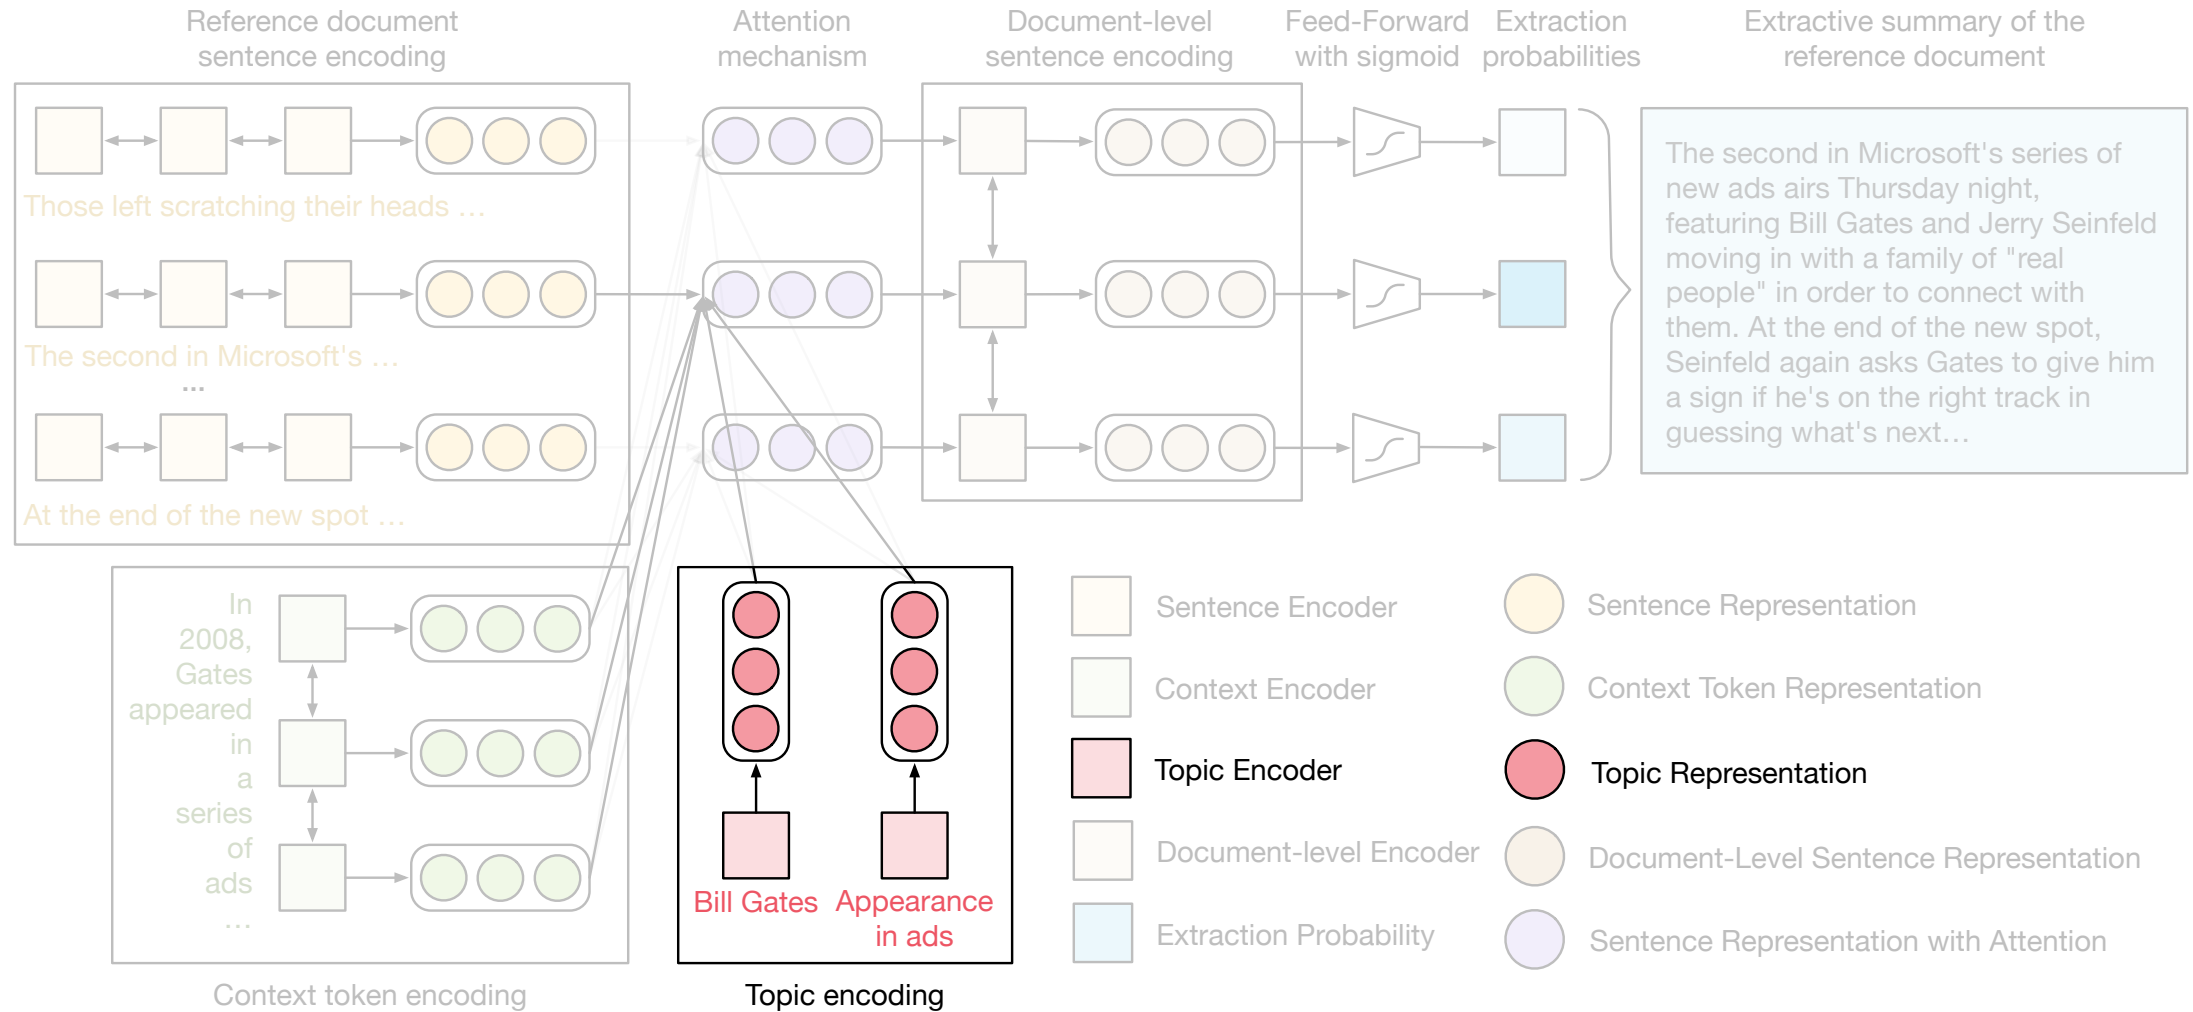 Reference document
sentence encoding
Attention
mechanism
Document-level
sentence encoding
Feed-Forward
with sigmoid
Extraction
probabilities
Extractive summary of the
reference document
Those left scratching their heads …
The second in Microsoft's …
...
At the end of the new spot …
The second in Microsoft's series of
new ads airs Thursday night,
featuring Bill Gates and Jerry Seinfeld
moving in with a family of "real
people" in order to connect with
them. At the end of the new spot,
Seinfeld again asks Gates to give him
a sign if he's on the right track in
guessing what's next…
In
2008,
Gates
appeared
in
a
series
of
ads
…
Context token encoding
Bill Gates
Appearance
in ads
Topic encoding
Sentence Encoder
Context Encoder
Topic Encoder
Document-level Encoder
Extraction Probability
Sentence Representation
Context Token Representation
Topic Representation
Document-Level Sentence Representation
Sentence Representation with Attention